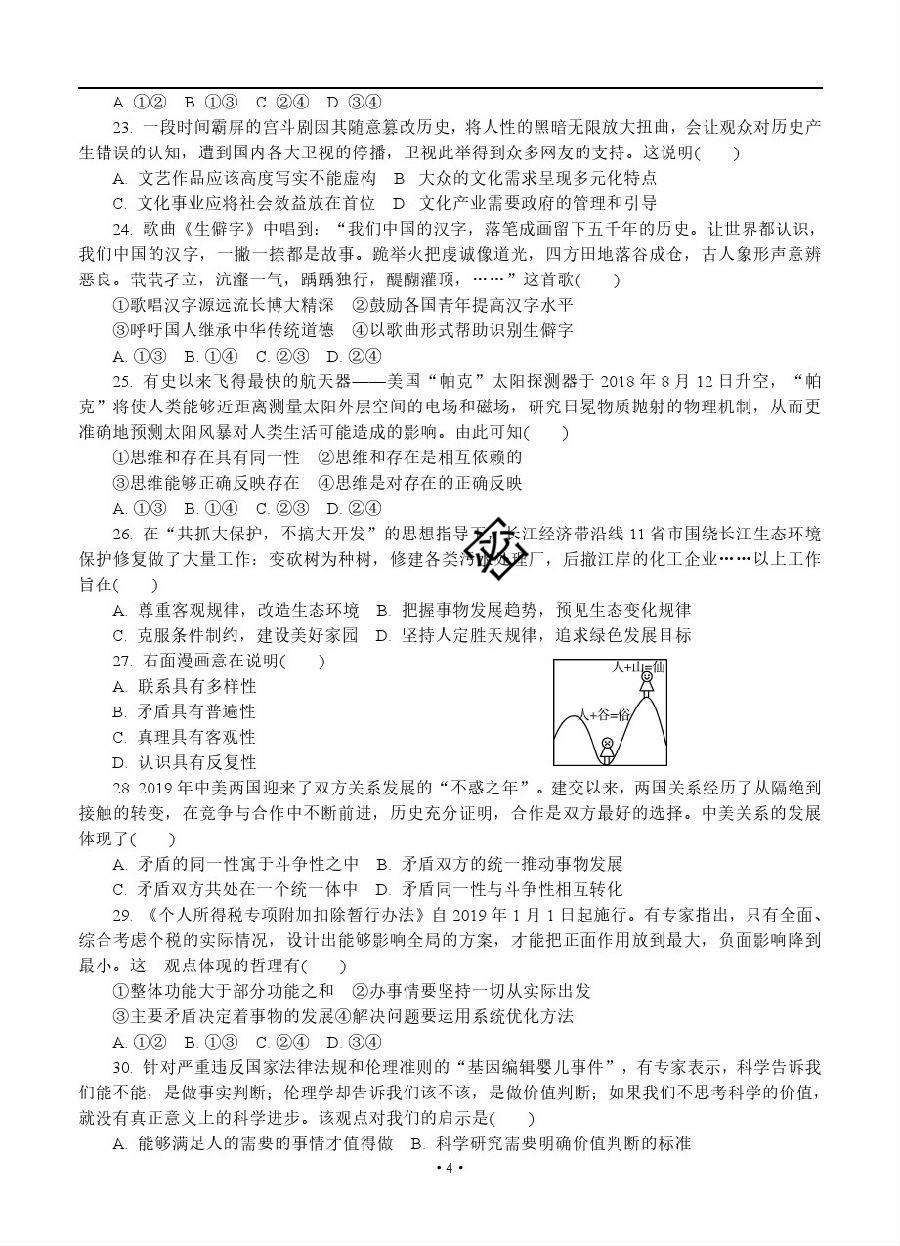 A. ①② B. ①③ C. ②④ D. ③④
23. 一段时间霸屏的宫斗剧因其随意篡改历史，将人性的黑暗无限放大扭曲，会让观众对历史产
生错误的认知，遭到国内各大卫视的停播，卫视此举得到众多网友的支持。这说明(　　)
A. 文艺作品应该高度写实不能虚构 B 大众的文化需求呈现多元化特点
C. 文化事业应将社会效益放在首位 D 文化产业需要政府的管理和引导
24. 歌曲《生僻字》中唱到：“我们中国的汉字，落笔成画留下五千年的历史。让世界都认识，
我们中国的汉字，一撇一捺都是故事。跪举火把虔诚像道光，四方田地落谷成仓，古人象形声意辨
恶良。茕茕孑立，沆瀣一气，踽踽独行，醍醐灌顶，……”这首歌(　　)
①歌唱汉字源远流长博大精深 ②鼓励各国青年提高汉字水平
③呼吁国人继承中华传统道德 ④以歌曲形式帮助识别生僻字
A. ①③ B. ①④ C. ②③ D. ②④
25. 有史以来飞得最快的航天器——美国“帕克”太阳探测器于 2018 年 8 月 12 日升空，“帕
克”将使人类能够近距离测量太阳外层空间的电场和磁场，研究日冕物质抛射的物理机制，从而更
准确地预测太阳风暴对人类生活可能造成的影响。由此可知(　　)
①思维和存在具有同一性 ②思维和存在是相互依赖的
③思维能够正确反映存在 ④思维是对存在的正确反映
A. ①③ B. ①④ C. ②③ D. ②④
26. 在“共抓大保护，不搞大开发”的思想指导下，长江经济带沿线 11 省市围绕长江生态环境
保护修复做了大量工作：变砍树为种树，修建各类污水处理厂，后撤江岸的化工企业……以上工作
旨在(　　)
A. 尊重客观规律，改造生态环境 B. 把握事物发展趋势，预见生态变化规律
C. 克服条件制约，建设美好家园 D. 坚持人定胜天规律，追求绿色发展目标
27. 右面漫画意在说明(　　)
人+山=仙
A. 联系具有多样性
B. 矛盾具有普遍性
人+谷=俗
C. 真理具有客观性
D. 认识具有反复性
28 2019 年中美两国迎来了双方关系发展的“不惑之年”。建交以来，两国关系经历了从隔绝到
接触的转变，在竞争与合作中不断前进，历史充分证明，合作是双方最好的选择。中美关系的发展
体现了(　　)
A. 矛盾的同一性寓于斗争性之中 B. 矛盾双方的统一推动事物发展
C. 矛盾双方共处在一个统一体中 D. 矛盾同一性与斗争性相互转化
29. 《个人所得税专项附加扣除暂行办法》自 2019 年 1 月 1 日起施行。有专家指出，只有全面、
综合考虑个税的实际情况，设计出能够影响全局的方案，才能把正面作用放到最大，负面影响降到
最小。这 观点体现的哲理有(　　)
①整体功能大于部分功能之和 ②办事情要坚持一切从实际出发
③主要矛盾决定着事物的发展④解决问题要运用系统优化方法
A. ①② B. ①③ C. ②④ D. ③④
30. 针对严重违反国家法律法规和伦理准则的“基因编辑婴儿事件”，有专家表示，科学告诉我
们能不能，是做事实判断；伦理学却告诉我们该不该，是做价值判断；如果我们不思考科学的价值，
就没有真正意义上的科学进步。该观点对我们的启示是(　　)
A. 能够满足人的需要的事情才值得做 B. 科学研究需要明确价值判断的标准
• 4 •